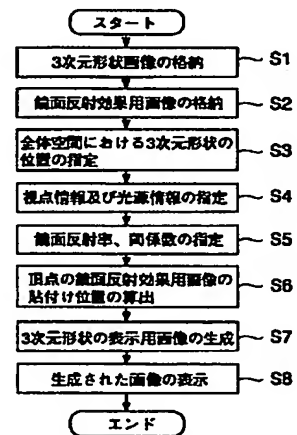 スタート
3次元形状画像の格納 S1
鏡面反射効果用画像の格納 S2
全体空間における3次元形状の
位置の指定 S3
視点情報及び光源情報の指定 S4
鏡面反射率、関係数の指定 S5
頂点の鏡面反射効果用画像の
貼付け位置の算出 S6
3次元形状の表示用画像の生成 S7
生成された画像の表示 S8
エンド